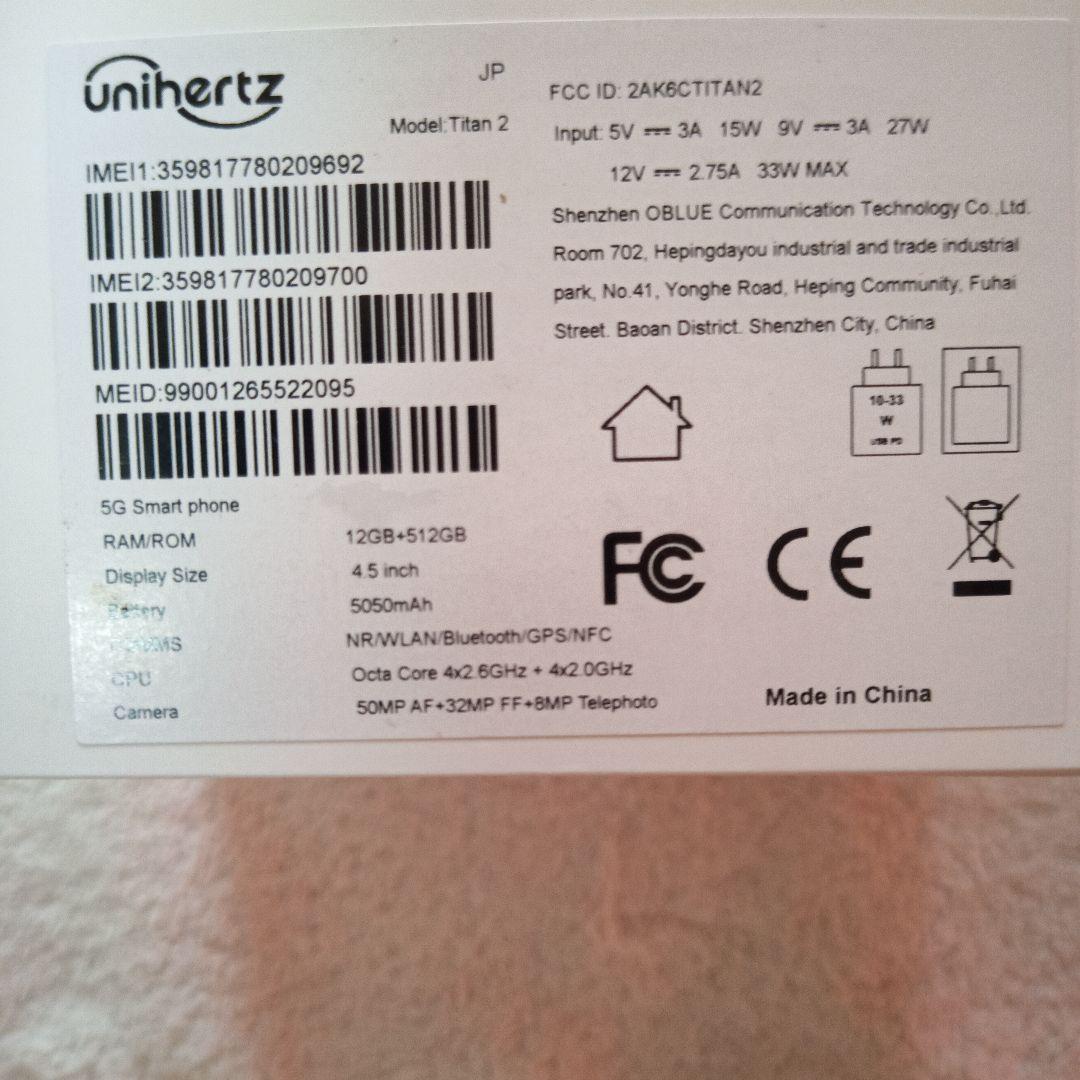 unihertz
JP
Model:Titan 2
IMEI1:359817780209692
IMEI2:359817780209700
MEID:99001265522095
5G Smart phone
RAM/ROM 12GB+512GB
Display Size 4.5 inch
Battery 5050mAh
NR/WLAN/Bluetooth/GPS/NFC
CPU Octa Core 4x2.6GHz + 4x2.0GHz
Camera 50MP AF+32MP FF+8MP Telephoto
FCC ID: 2AK6CTITAN2
Input: 5V ⎓ 3A 15W 9V ⎓ 3A 27W
12V ⎓ 2.75A 33W MAX
Shenzhen OBLUE Communication Technology Co.,Ltd.
Room 702, Hepingdayou industrial and trade industrial
park, No.41, Yonghe Road, Heping Community, Fuhai
Street. Baoan District. Shenzhen City, China
10-33
W
USB PD
FC CE
Made in China